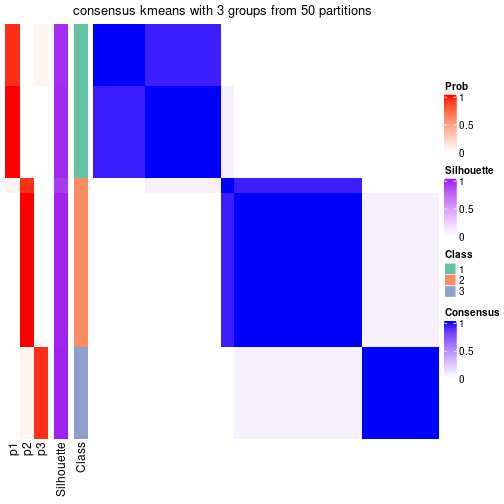 consensus kmeans with 3 groups from 50 partitions
Prob
1
0.5
0
Silhouette
1
0.5
0
Class
1
2
3
Consensus
1
0.5
0
p1
p2
p3
Silhouette
Class